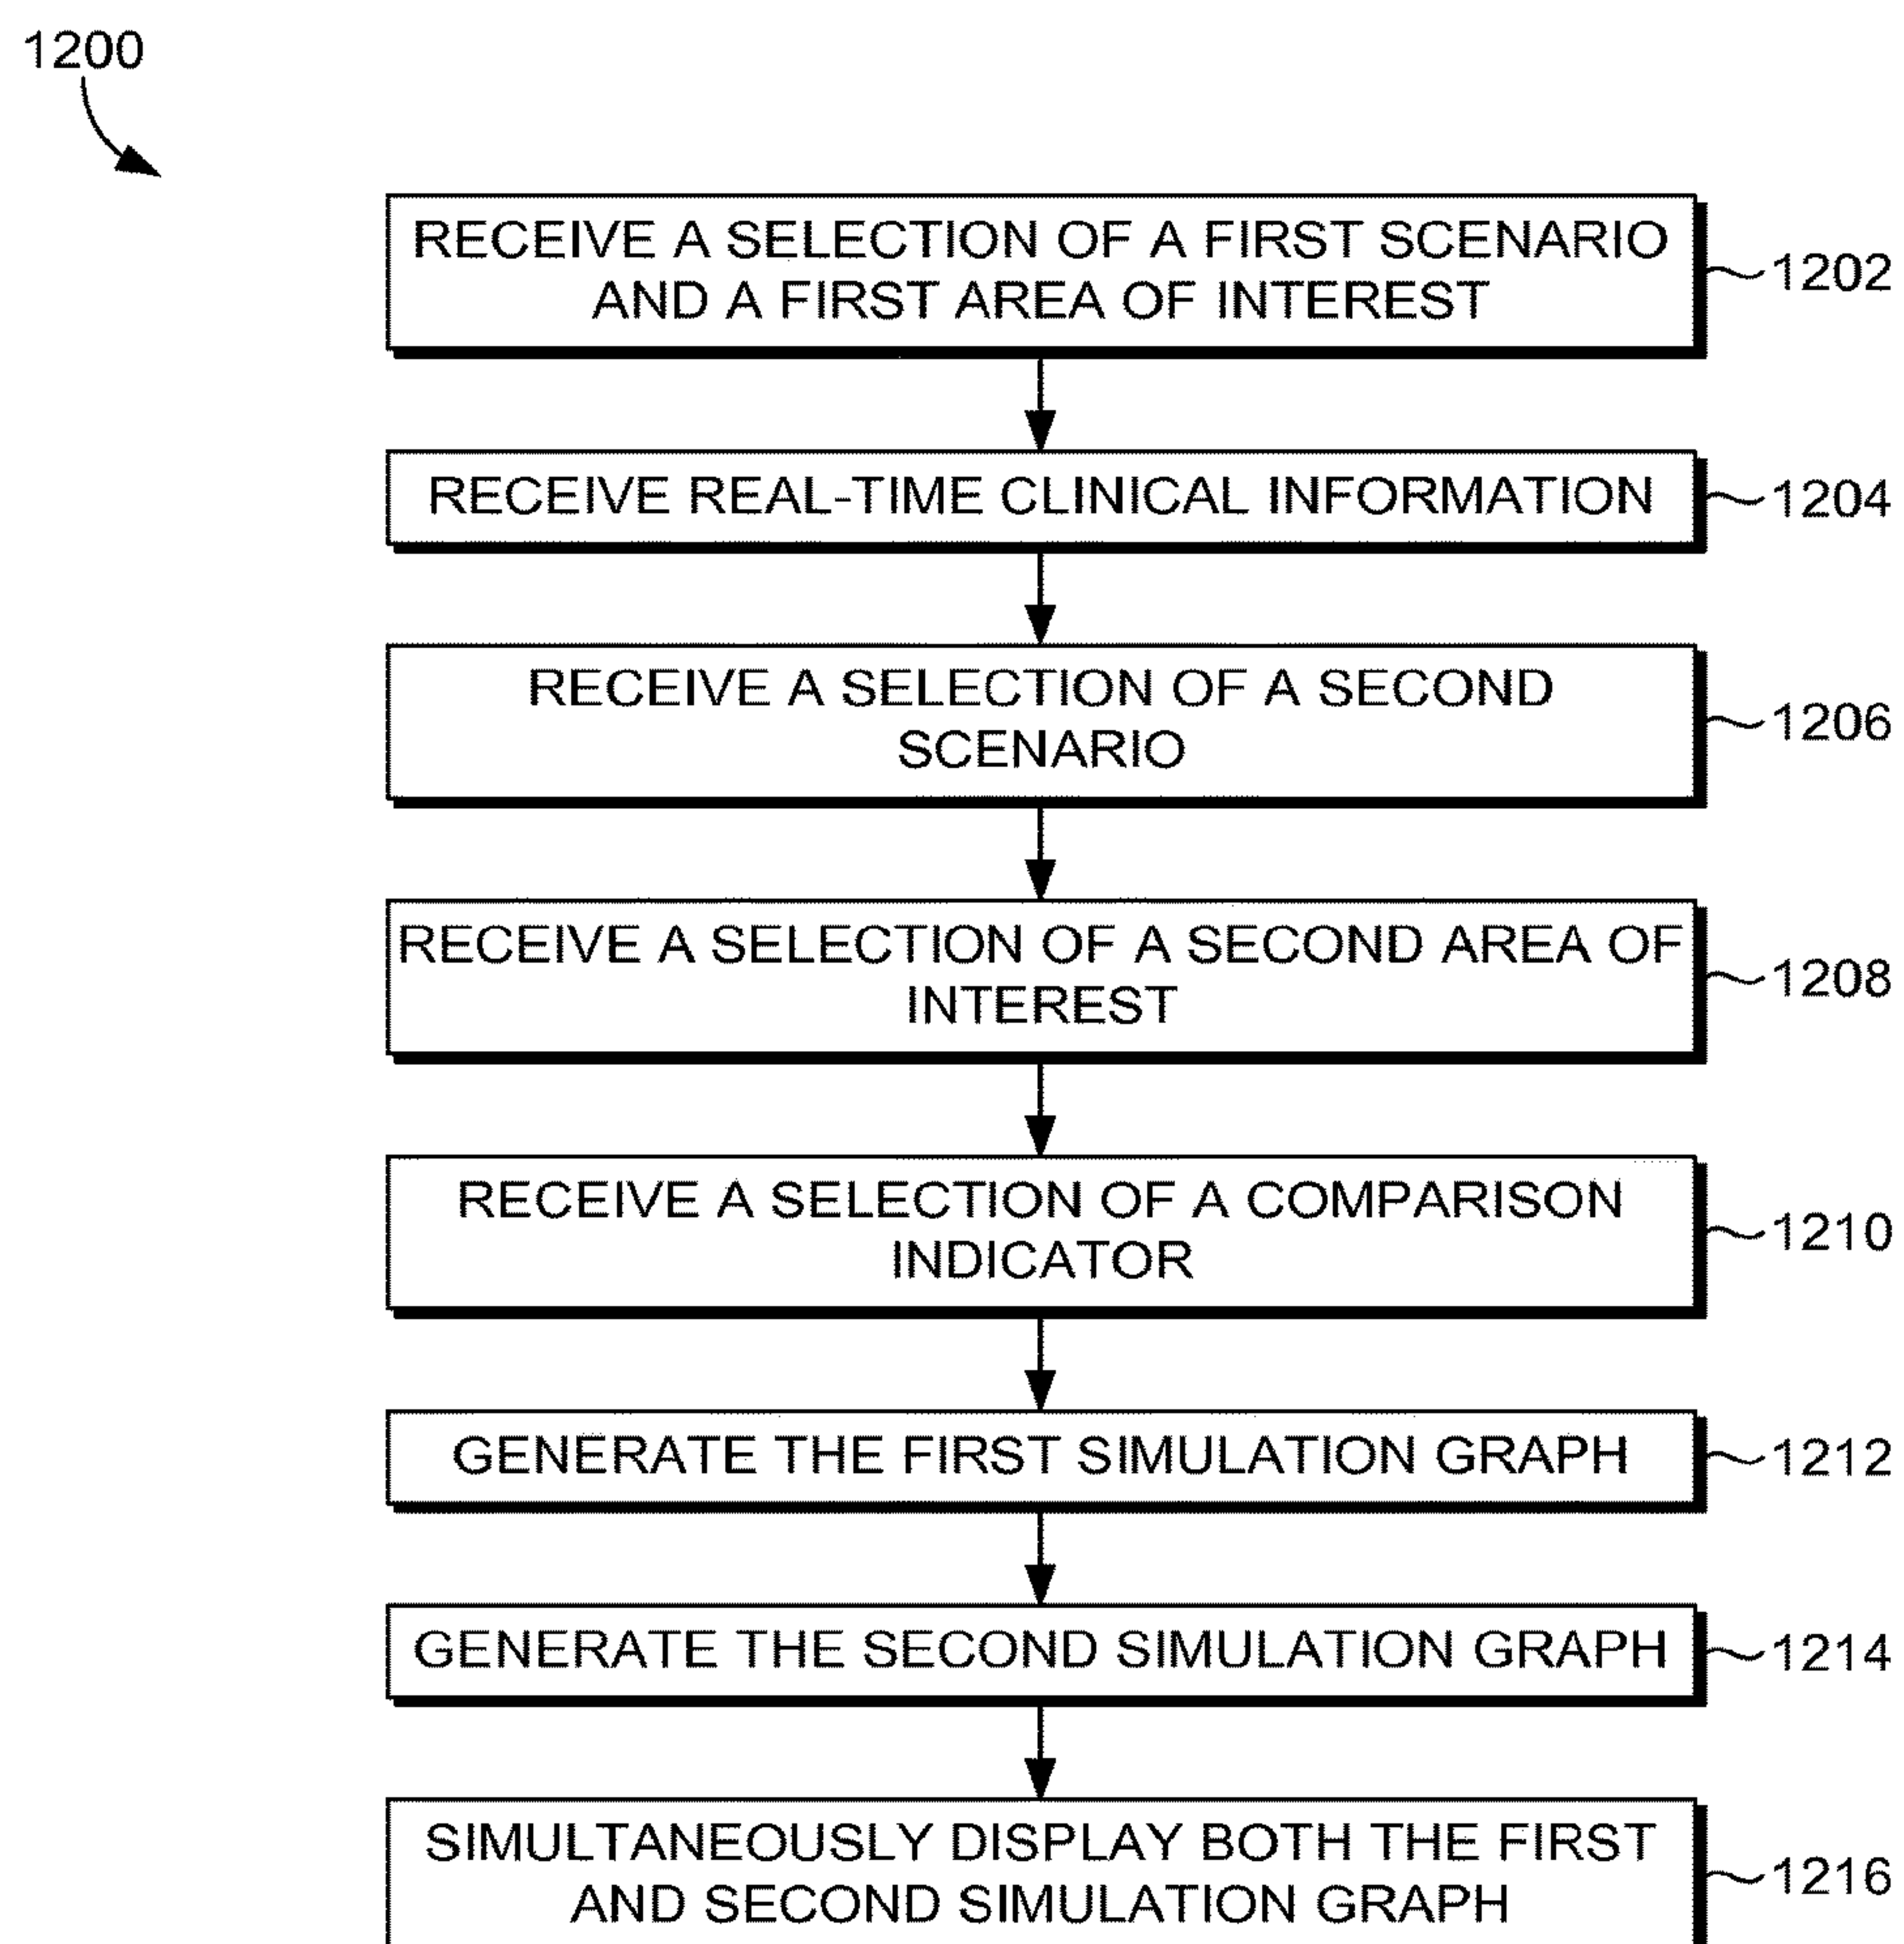 1200
RECEIVE A SELECTION OF A FIRST SCENARIO
AND A FIRST AREA OF INTEREST
1202
RECEIVE REAL-TIME CLINICAL INFORMATION
1204
RECEIVE A SELECTION OF A SECOND
SCENARIO
1206
RECEIVE A SELECTION OF A SECOND AREA OF
INTEREST
1208
RECEIVE A SELECTION OF A COMPARISON
INDICATOR
1210
GENERATE THE FIRST SIMULATION GRAPH
1212
GENERATE THE SECOND SIMULATION GRAPH
1214
SIMULTANEOUSLY DISPLAY BOTH THE FIRST
AND SECOND SIMULATION GRAPH
1216